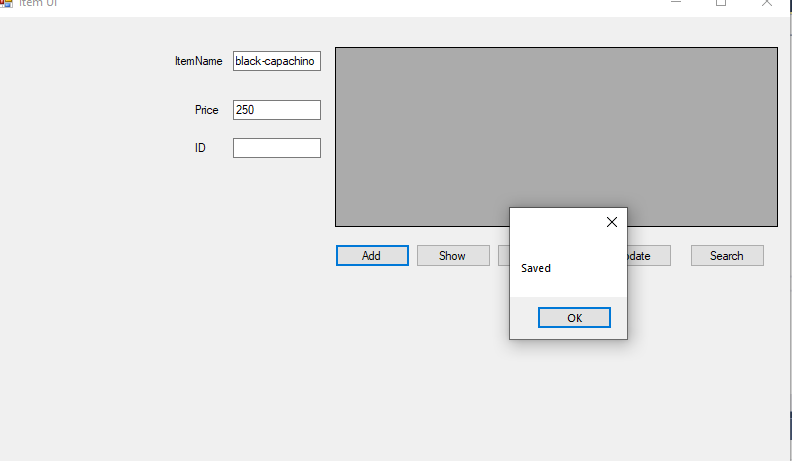 Item UI
ItemName
black-capachino
Price
250
ID
Add
Show
Search
Saved
OK